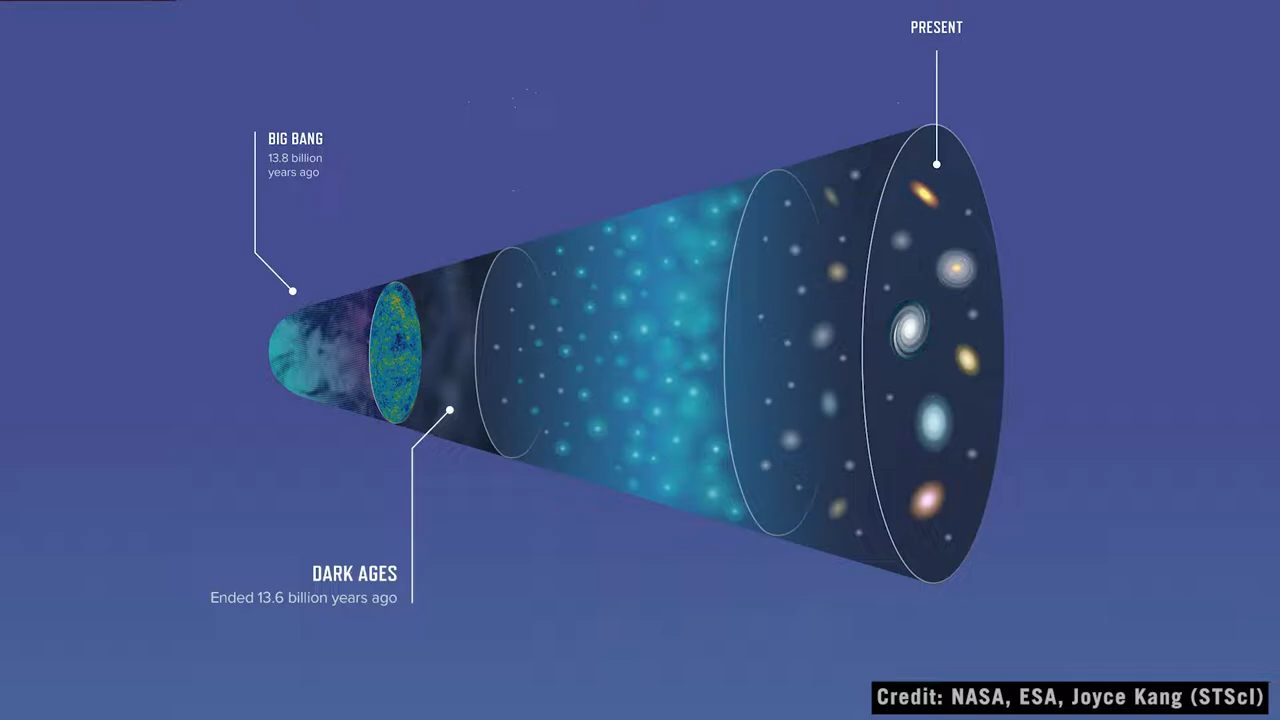 PRESENT
BIG BANG
13.8 billion
years ago
DARK AGES
Ended 13.6 billion years ago
Credit: NASA, ESA, Joyce Kang (STScI)